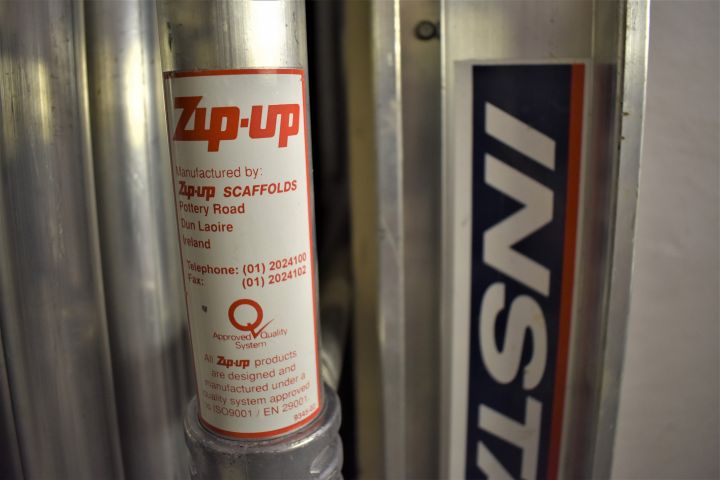 Zip-up
Manufactured by:
Zip-up SCAFFOLDS
Pottery Road
Dun Laoire
Ireland
Telephone: (01) 2024100
Fax: (01) 2024102
Q
Approved Quality
System
All Zip-up products
are designed and
manufactured under a
quality system approved
to ISO9001 / EN 29001.
INSTA